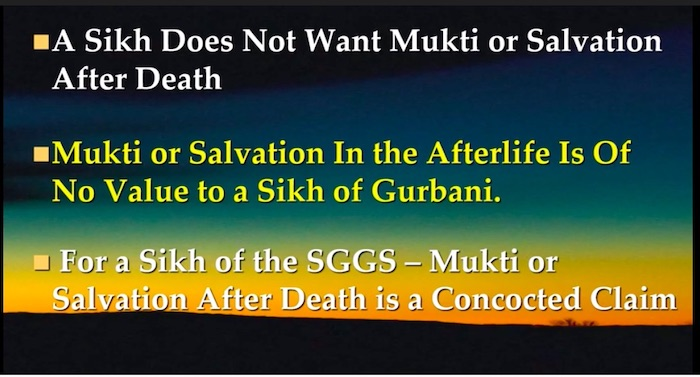 A Sikh Does Not Want Mukti or Salvation
After Death
Mukti or Salvation In the Afterlife Is Of
No Value to a Sikh of Gurbani.
For a Sikh of the SGGS – Mukti or
Salvation After Death is a Concocted Claim